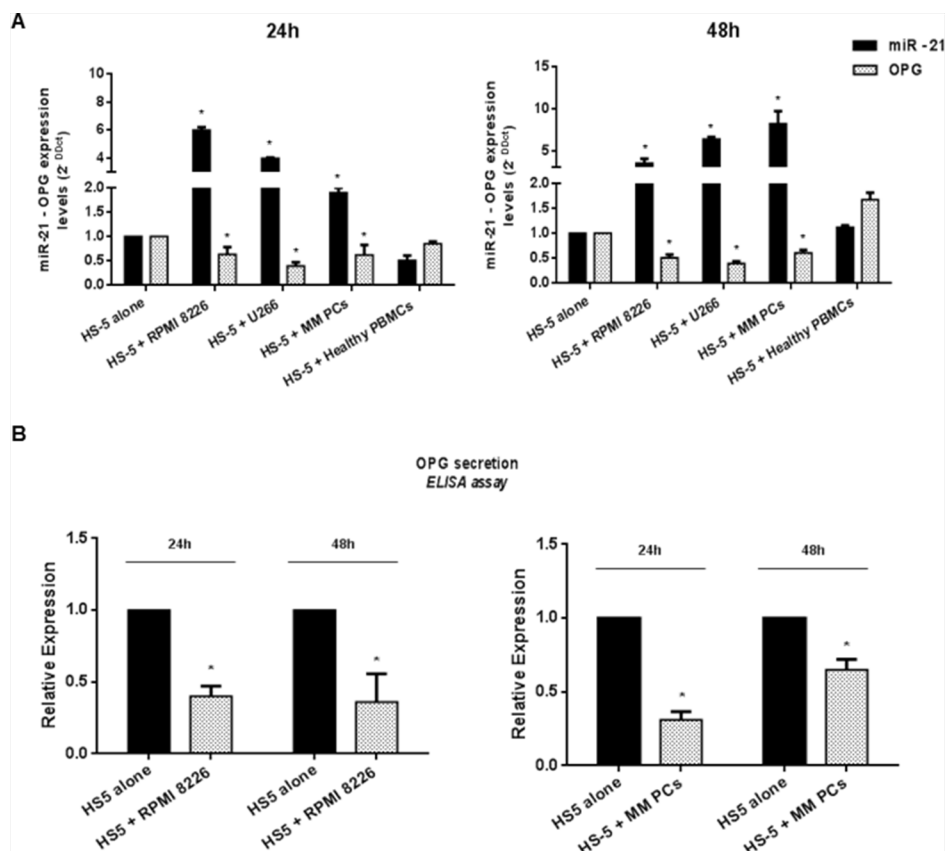 A
24h
48h
miR - 21
OPG
miR-21 - OPG expression
levels (2^- DDct)
10
8
6
4
2.0
1.5
1.0
0.5
0.0
* * * * * *
HS-5 alone
HS-5 + RPMI 8226
HS-5 + U266
HS-5 + MM PCs
HS-5 + Healthy PBMCs
miR-21 - OPG expression
levels (2^- DDct)
15
10
5
2.0
1.5
1.0
0.5
0.0
* * * * * *
HS-5 alone
HS-5 + RPMI 8226
HS-5 + U266
HS-5 + MM PCs
HS-5 + Healthy PBMCs
B
OPG secretion
ELISA assay
Relative Expression
1.5
1.0
0.5
0.0
24h
48h
* *
HS5 alone
HS5 + RPMI 8226
HS5 alone
HS5 + RPMI 8226
Relative Expression
1.5
1.0
0.5
0.0
24h
48h
* *
HS5 alone
HS-5 + MM PCs
HS5 alone
HS-5 + MM PCs